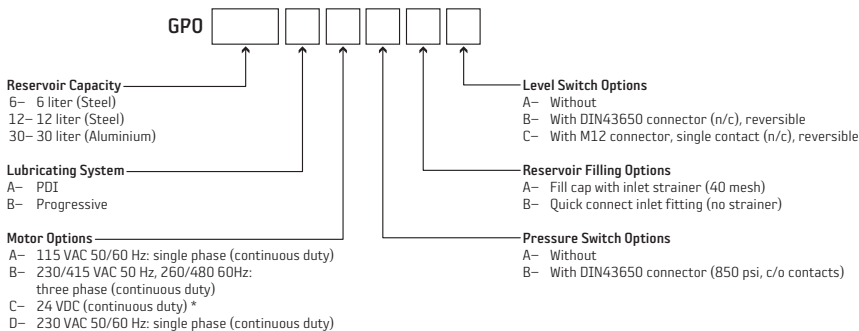 GPO
Reservoir Capacity
6– 6 liter (Steel)
12– 12 liter (Steel)
30– 30 liter (Aluminium)
Lubricating System
A– PDI
B– Progressive
Motor Options
A– 115 VAC 50/60 Hz: single phase (continuous duty)
B– 230/415 VAC 50 Hz, 260/480 60Hz:
three phase (continuous duty)
C– 24 VDC (continuous duty) *
D– 230 VAC 50/60 Hz: single phase (continuous duty)
Level Switch Options
A– Without
B– With DIN43650 connector (n/c), reversible
C– With M12 connector, single contact (n/c), reversible
Reservoir Filling Options
A– Fill cap with inlet strainer (40 mesh)
B– Quick connect inlet fitting (no strainer)
Pressure Switch Options
A– Without
B– With DIN43650 connector (850 psi, c/o contacts)